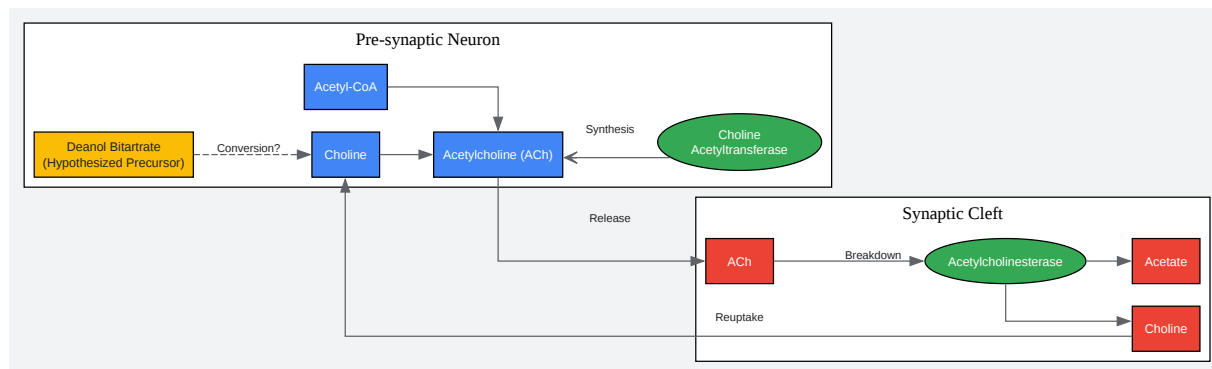 Pre-synaptic Neuron
Acetyl-CoA
Deanol Bitartrate
(Hypothesized Precursor)
Conversion?
Choline
Acetylcholine (ACh)
Synthesis
Choline
Acetyltransferase
Release
Synaptic Cleft
ACh
Breakdown
Acetylcholinesterase
Acetate
Reuptake
Choline